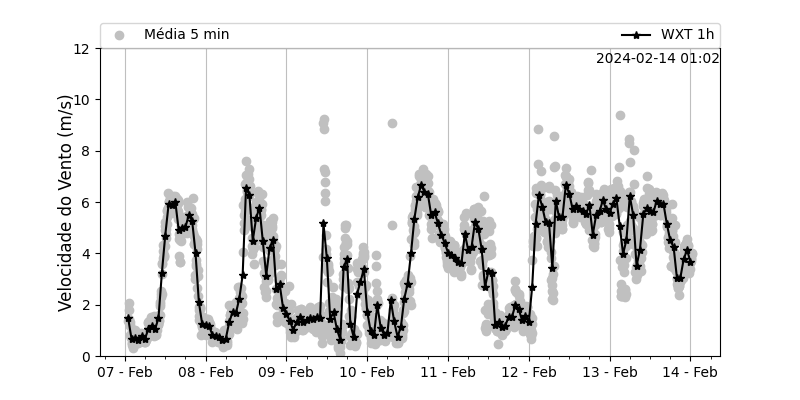 Média 5 min
WXT 1h
2024-02-14 01:02
Velocidade do Vento (m/s)
12
10
8
6
4
2
0
07 - Feb
08 - Feb
09 - Feb
10 - Feb
11 - Feb
12 - Feb
13 - Feb
14 - Feb